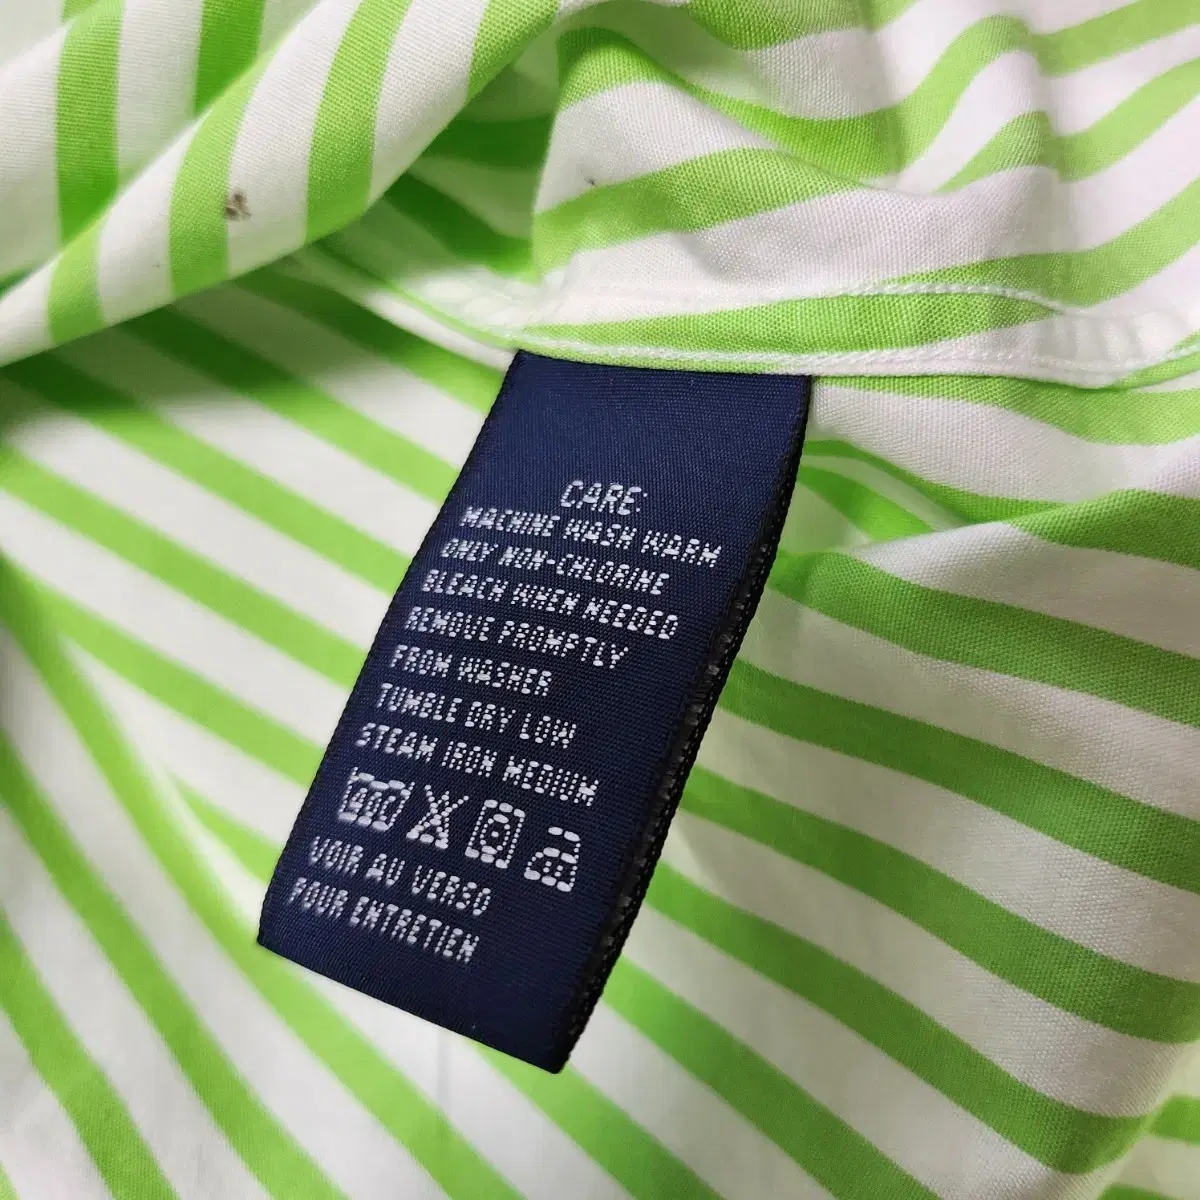 CARE:
MACHINE WASH WARM
ONLY NON-CHLORINE
BLEACH WHEN NEEDED
REMOVE PROMPTLY
FROM WASHER
TUMBLE DRY LOW
STEAM IRON MEDIUM
VOIR AU VERSO
POUR ENTRETIEN